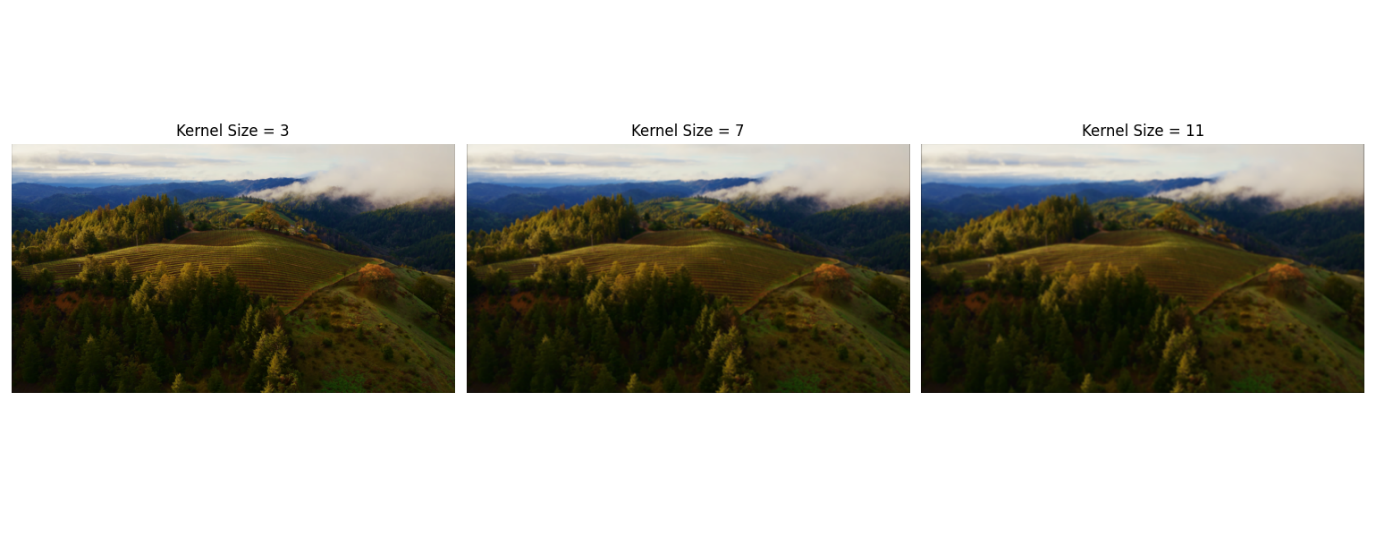 Kernel Size = 3
Kernel Size = 7
Kernel Size = 11